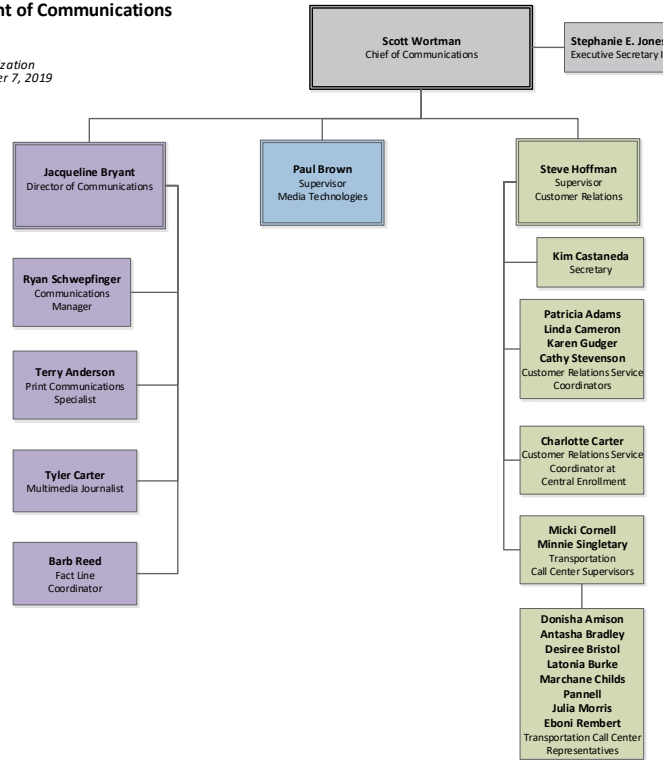 nt of Communications
zation
er 7, 2019
Scott Wortman
Chief of Communications
Stephanie E. Jones
Executive Secretary I
Jacqueline Bryant
Director of Communications
Paul Brown
Supervisor
Media Technologies
Steve Hoffman
Supervisor
Customer Relations
Ryan Schwepfinger
Communications
Manager
Terry Anderson
Print Communications
Specialist
Tyler Carter
Multimedia Journalist
Barb Reed
Fact Line
Coordinator
Kim Castaneda
Secretary
Patricia Adams
Linda Cameron
Karen Gudger
Cathy Stevenson
Customer Relations Service
Coordinators
Charlotte Carter
Customer Relations Service
Coordinator at
Central Enrollment
Micki Cornell
Minnie Singletary
Transportation
Call Center Supervisors
Donisha Amison
Antasha Bradley
Desiree Bristol
Latonia Burke
Marchane Childs
Pannell
Julia Morris
Eboni Rembert
Transportation Call Center
Representatives